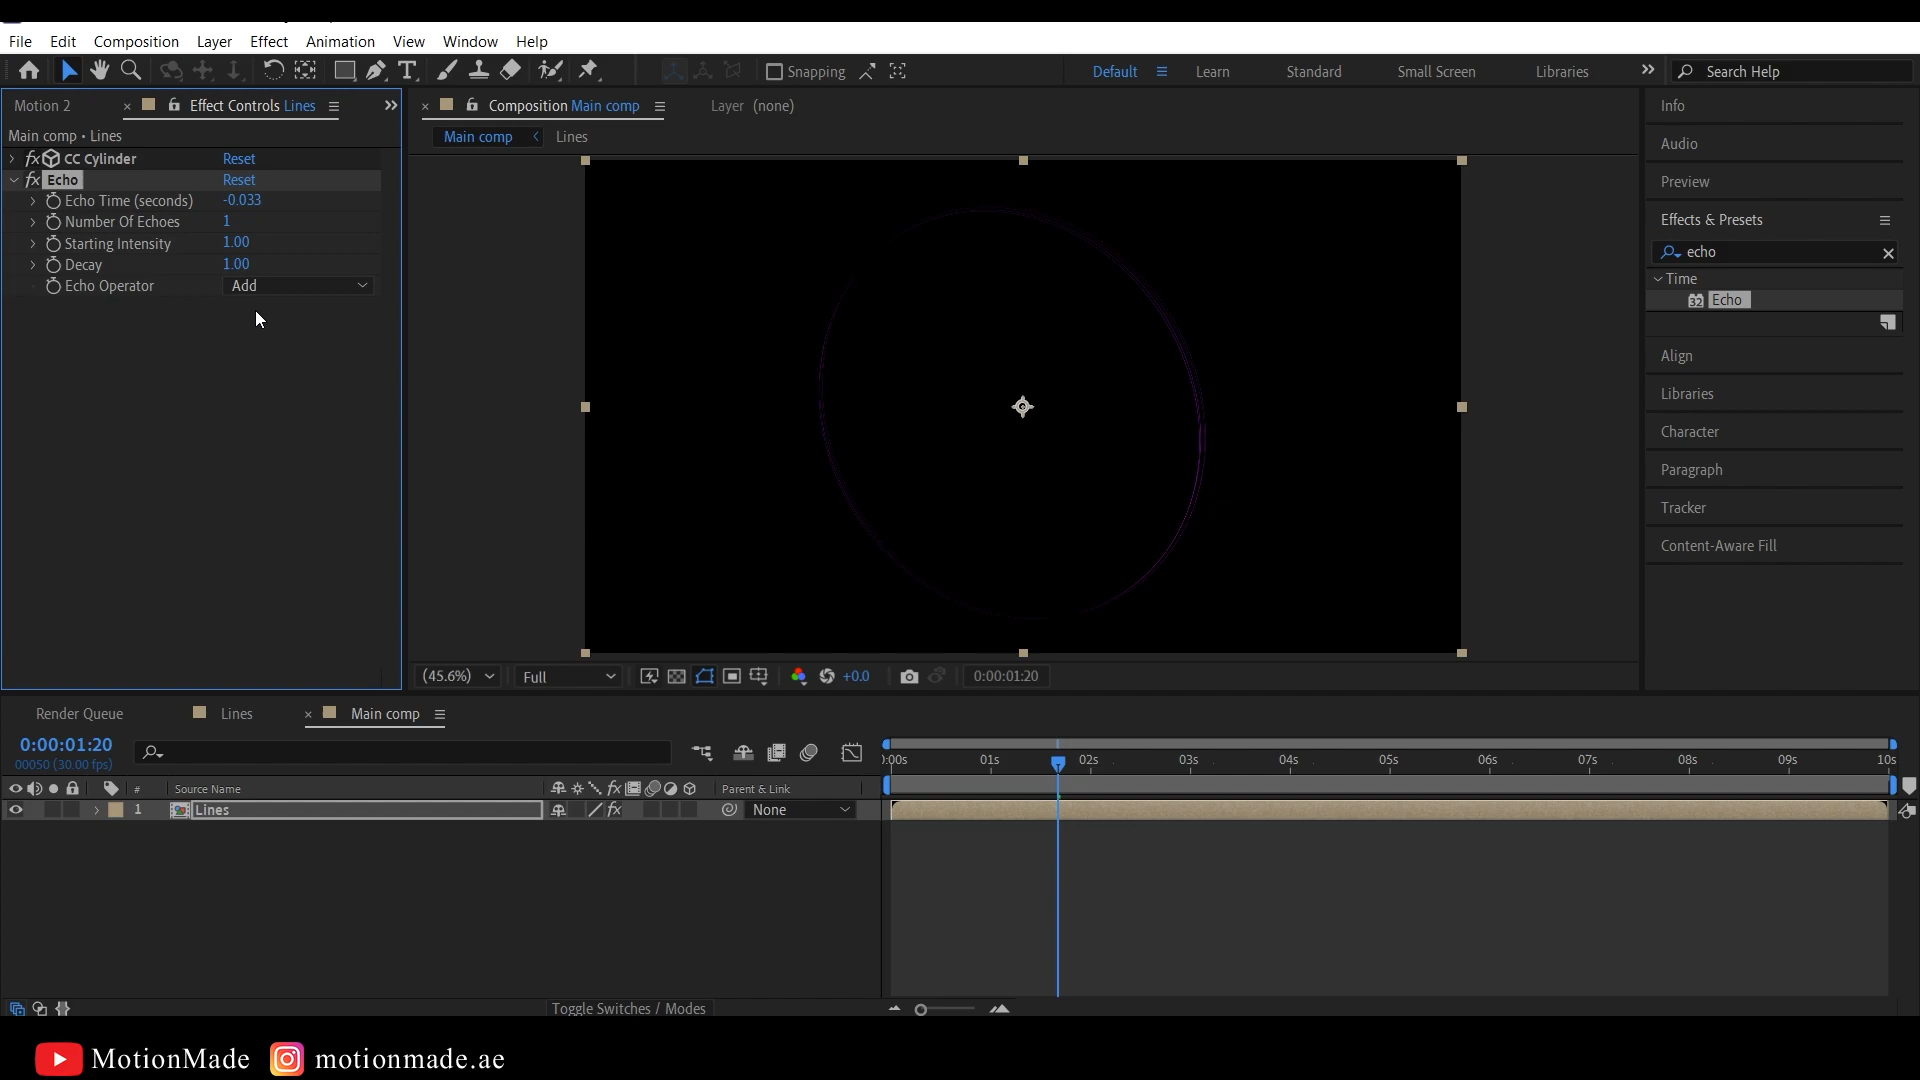 File Edit Composition Layer Effect Animation View Window Help
Snapping
Default Learn Standard Small Screen Libraries
Search Help
Motion 2
Effect Controls Lines
Composition Main comp
Layer (none)
Main comp • Lines
Main comp Lines
fx CC Cylinder Reset
fx Echo Reset
Echo Time (seconds) -0.033
Number Of Echoes 1
Starting Intensity 1.00
Decay 1.00
Echo Operator Add
Info
Audio
Preview
Effects & Presets
echo
Time
32 Echo
Align
Libraries
Character
Paragraph
Tracker
Content-Aware Fill
(45.6%) Full +0.0 0:00:01:20
Render Queue Lines Main comp
0:00:01:20
00050 (30.00 fps)
:00s 01s 02s 03s 04s 05s 06s 07s 08s 09s 10s
# Source Name fx Parent & Link
1 Lines fx None
Toggle Switches / Modes
MotionMade motionmade.ae